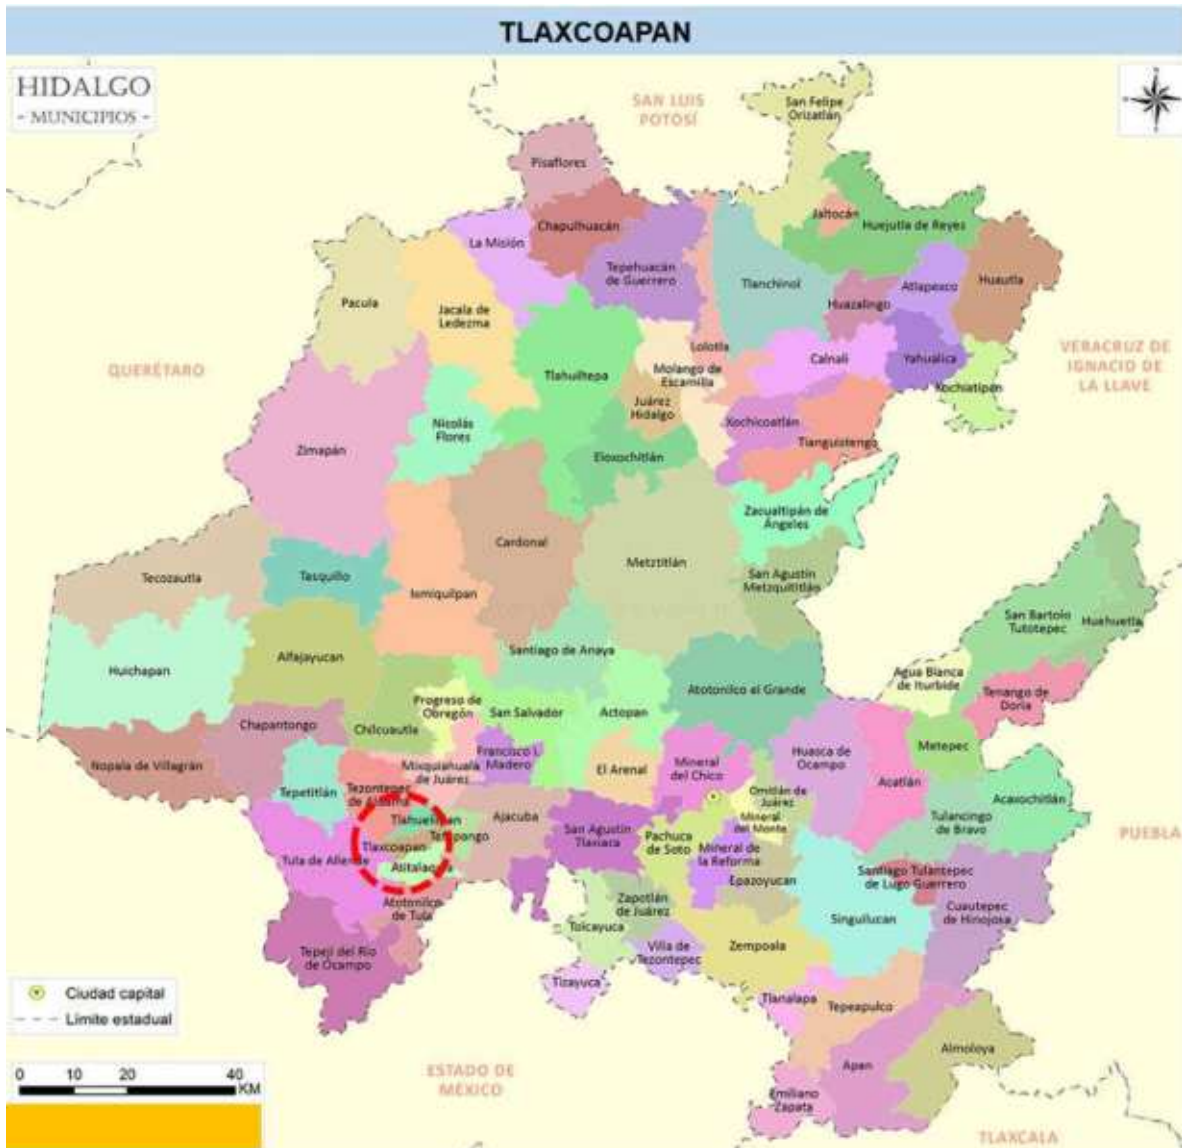 TLAXCOAPAN
HIDALGO
- MUNICIPIOS -
SAN LUIS
POTOSÍ
San Felipe
Orizatlán
Pisaflores
Jaltocán
Huejutla de Reyes
Chapulhuacán
La Misión
Tepehuacán
de Guerrero
Tlanchinol
Atlapexco
Huautla
Huazalingo
Pacula
Jacala de
Ledezma
QUERÉTARO
VERACRUZ DE
IGNACIO DE
LA LLAVE
Lolotla
Calnali
Yahualica
Tlahuiltepa
Molango de
Escamilla
Xochiatipan
Juárez
Hidalgo
Nicolás
Flores
Xochicoatlán
Tianguistengo
Zimapán
Eloxochitlán
Zacualtipán de
Ángeles
Cardonal
Metztitlán
Tecozautla
Tasquillo
Ixmiquilpan
San Agustín
Metzquititlán
San Bartolo
Tutotepec
Huehuetla
Huichapan
Alfajayucan
Santiago de Anaya
Agua Blanca
de Iturbide
Tenango de
Doria
Atotonilco el Grande
Progreso de
Obregón
San Salvador
Actopan
Chapantongo
Chilcuautla
Metepec
Nopala de Villagrán
Mixquiahuala
de Juárez
Francisco I.
Madero
El Arenal
Mineral
del Chico
Huasca de
Ocampo
Acatlán
Tepetitlán
Tezontepec
de Aldama
Omitlán de
Juárez
Acaxochitlán
Tlahuelilpan
Ajacuba
Mineral
del Monte
Tulancingo
de Bravo
PUEBLA
Tetepango
San Agustín
Tlaxiaca
Pachuca
de Soto
Mineral de
la Reforma
Tlaxcoapan
Tula de Allende
Atitalaquia
Epazoyucan
Santiago Tulantepec
de Lugo Guerrero
Atotonilco
de Tula
Zapotlán
de Juárez
Singuilucan
Cuautepec
de Hinojosa
Tolcayuca
Tepeji del Río
de Ocampo
Villa de
Tezontepec
Zempoala
Tizayuca
Ciudad capital
Límite estadual
Tlanalapa
Tepeapulco
0 10 20 40
KM
ESTADO DE
MÉXICO
Almoloya
Apan
Emiliano
Zapata
TLAXCALA